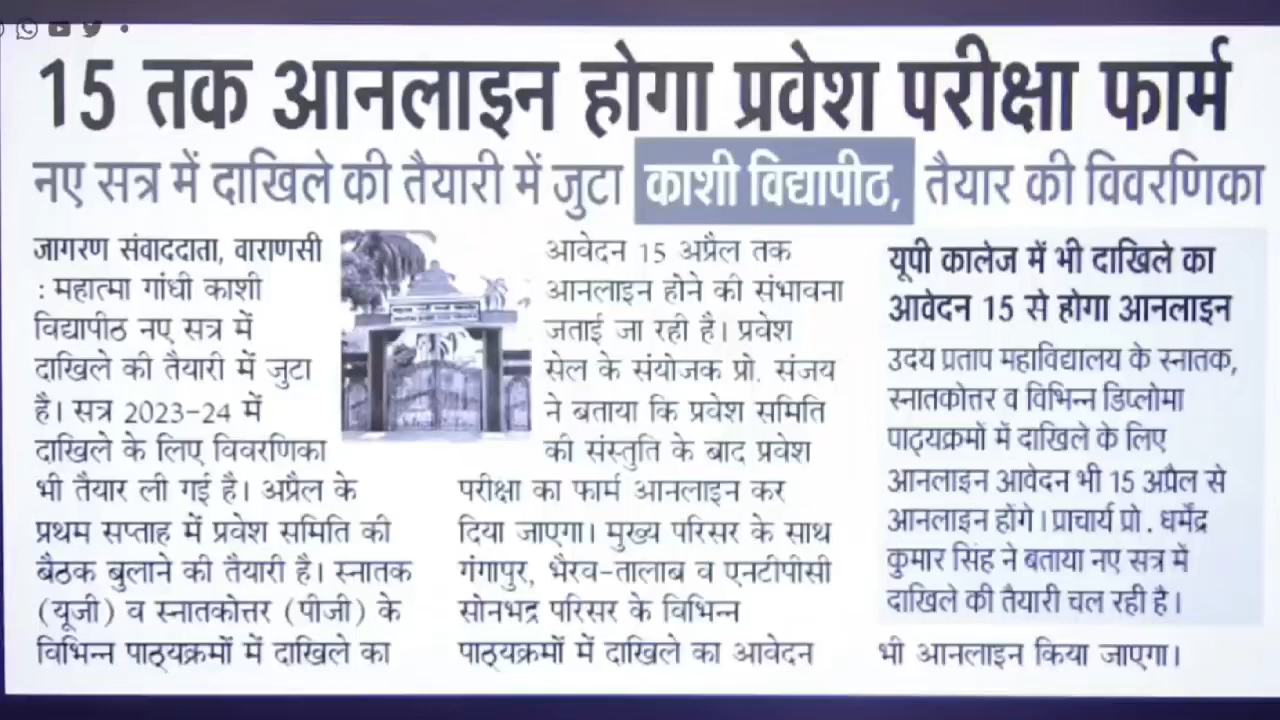 15 तक आनलाइन होगा प्रवेश परीक्षा फार्म
नए सत्र में दाखिले की तैयारी में जुटा काशी विद्यापीठ, तैयार की विवरणिका
जागरण संवाददाता, वाराणसी
: महात्मा गांधी काशी
विद्यापीठ नए सत्र में
दाखिले की तैयारी में जुटा
है। सत्र 2023-24 में
दाखिले के लिए विवरणिका
भी तैयार ली गई है। अप्रैल के
प्रथम सप्ताह में प्रवेश समिति की
बैठक बुलाने की तैयारी है। स्नातक
(यूजी) व स्नातकोत्तर (पीजी) के
विभिन्न पाठ्यक्रमों में दाखिले का
आवेदन 15 अप्रैल तक
आनलाइन होने की संभावना
जताई जा रही है। प्रवेश
सेल के संयोजक प्रो. संजय
ने बताया कि प्रवेश समिति
की संस्तुति के बाद प्रवेश
परीक्षा का फार्म आनलाइन कर
दिया जाएगा। मुख्य परिसर के साथ
गंगापुर, भैरव-तालाब व एनटीपीसी
सोनभद्र परिसर के विभिन्न
पाठ्यक्रमों में दाखिले का आवेदन
भी आनलाइन किया जाएगा।
यूपी कालेज में भी दाखिले का
आवेदन 15 से होगा आनलाइन
उदय प्रताप महाविद्यालय के स्नातक,
स्नातकोत्तर व विभिन्न डिप्लोमा
पाठ्यक्रमों में दाखिले के लिए
आनलाइन आवेदन भी 15 अप्रैल से
आनलाइन होंगे। प्राचार्य प्रो. धर्मेंद्र
कुमार सिंह ने बताया नए सत्र में
दाखिले की तैयारी चल रही है।